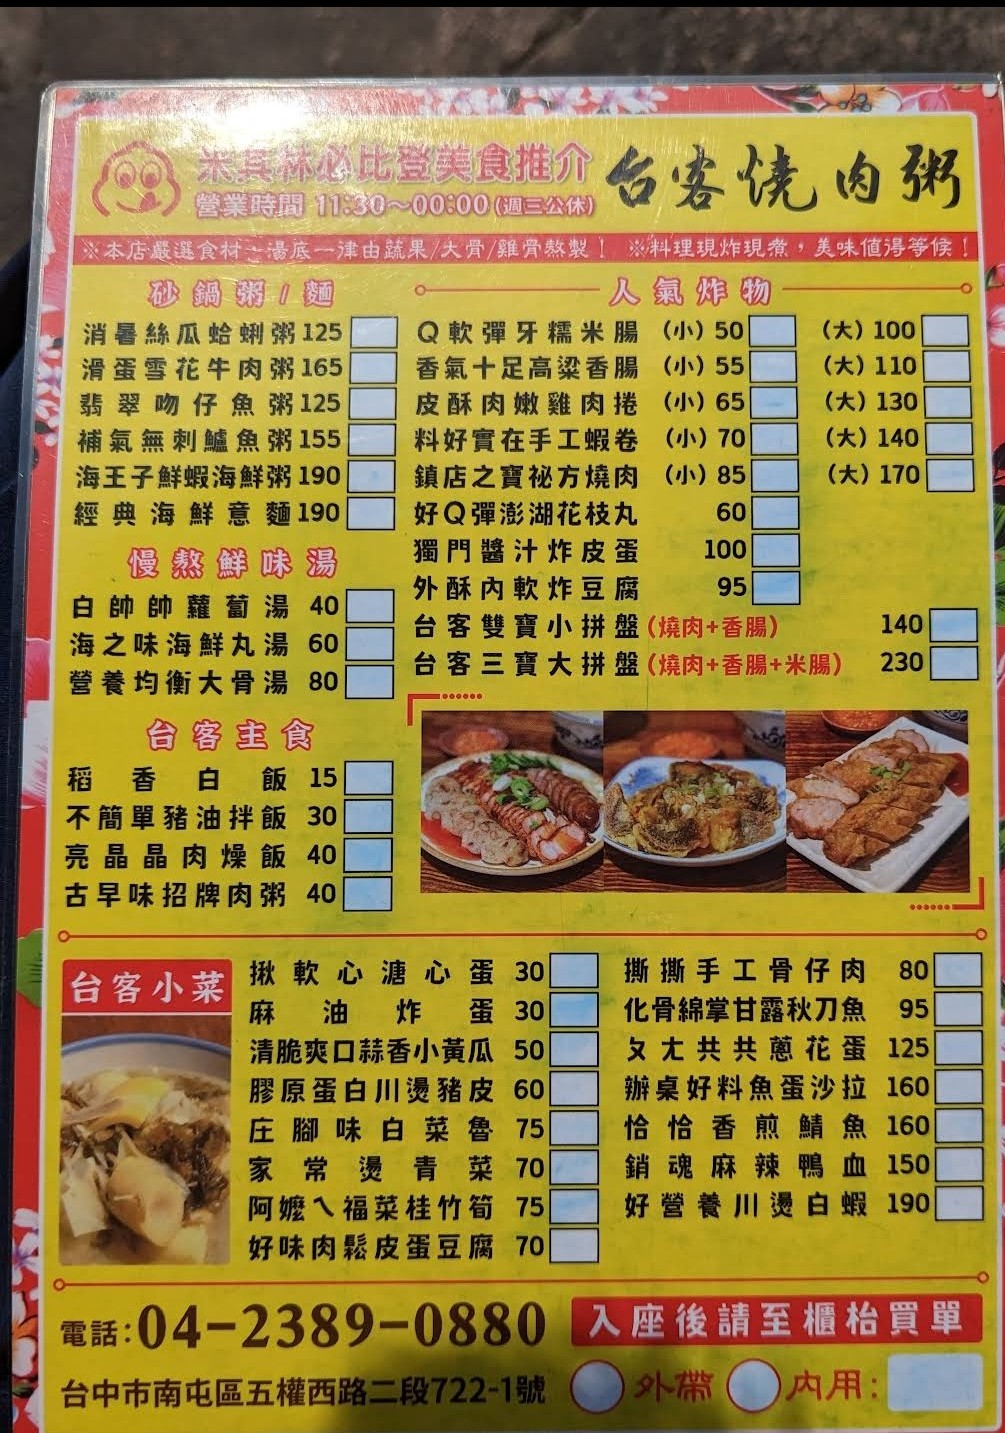 米其林必比登美食推介
營業時間 11:30～00:00(週三公休)
台客燒肉粥
※本店嚴選食材，湯底一律由蔬果/大骨/雞骨熬製！ ※料理現炸現煮，美味值得等候！
砂鍋粥/麵
消暑絲瓜蛤蜊粥 125
滑蛋雪花牛肉粥 165
翡翠吻仔魚粥 125
補氣無刺鱸魚粥 155
海王子鮮蝦海鮮粥 190
經典海鮮意麵 190
慢熬鮮味湯
白帥帥蘿蔔湯 40
海之味海鮮丸湯 60
營養均衡大骨湯 80
台客主食
稻香白飯 15
不簡單豬油拌飯 30
亮晶晶肉燥飯 40
古早味招牌肉粥 40
人氣炸物
Q軟彈牙糯米腸 (小) 50 (大) 100
香氣十足高粱香腸 (小) 55 (大) 110
皮酥肉嫩雞肉捲 (小) 65 (大) 130
料好實在手工蝦卷 (小) 70 (大) 140
鎮店之寶祕方燒肉 (小) 85 (大) 170
好Q彈澎湖花枝丸 60
獨門醬汁炸皮蛋 100
外酥內軟炸豆腐 95
台客雙寶小拼盤(燒肉+香腸) 140
台客三寶大拼盤(燒肉+香腸+米腸) 230
台客小菜
揪軟心溏心蛋 30
麻油炸蛋 30
清脆爽口蒜香小黃瓜 50
膠原蛋白川燙豬皮 60
庄腳味白菜魯 75
家常燙青菜 70
阿嬤ㄟ福菜桂竹筍 75
好味肉鬆皮蛋豆腐 70
撕撕手工骨仔肉 80
化骨綿掌甘露秋刀魚 95
ㄆㄤ共共蔥花蛋 125
辦桌好料魚蛋沙拉 160
恰恰香煎鯖魚 160
銷魂麻辣鴨血 150
好營養川燙白蝦 190
電話:04-2389-0880
台中市南屯區五權西路二段722-1號
入座後請至櫃枱買單
外帶 內用：